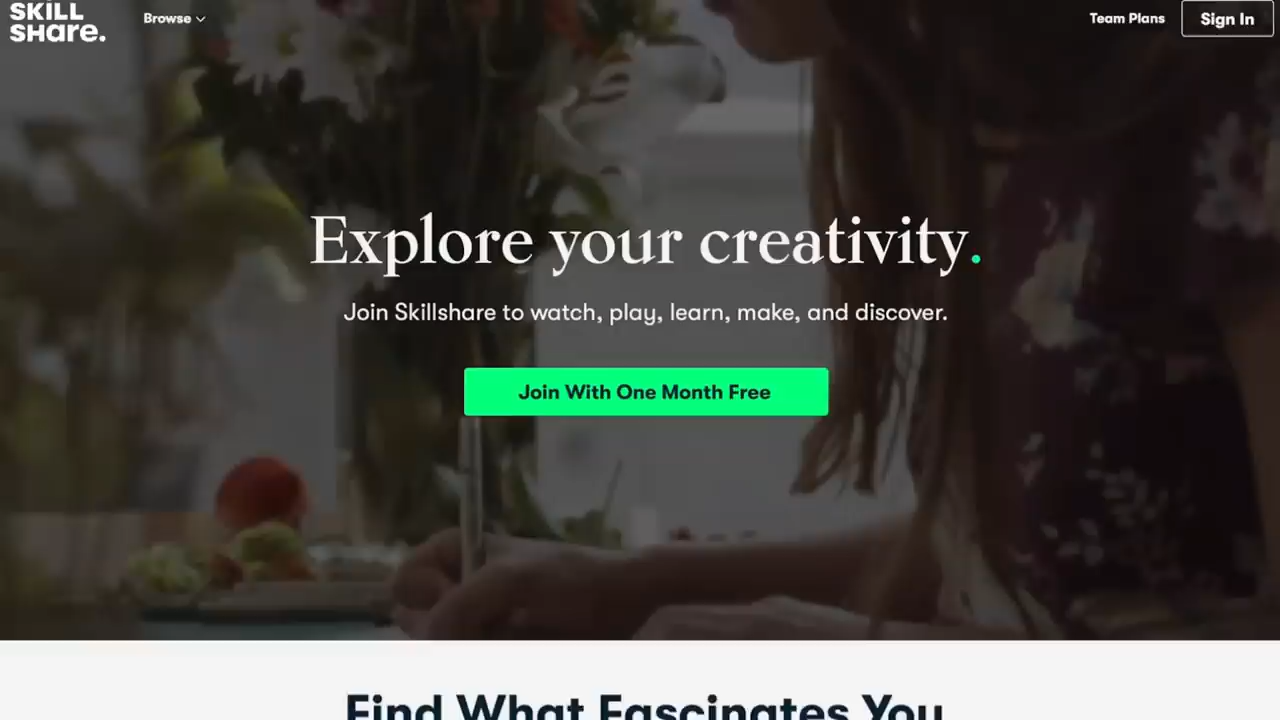 SKILL
SHare.
Browse
Team Plans
Sign In
Explore your creativity.
Join Skillshare to watch, play, learn, make, and discover.
Join With One Month Free
Find What Fascinates You